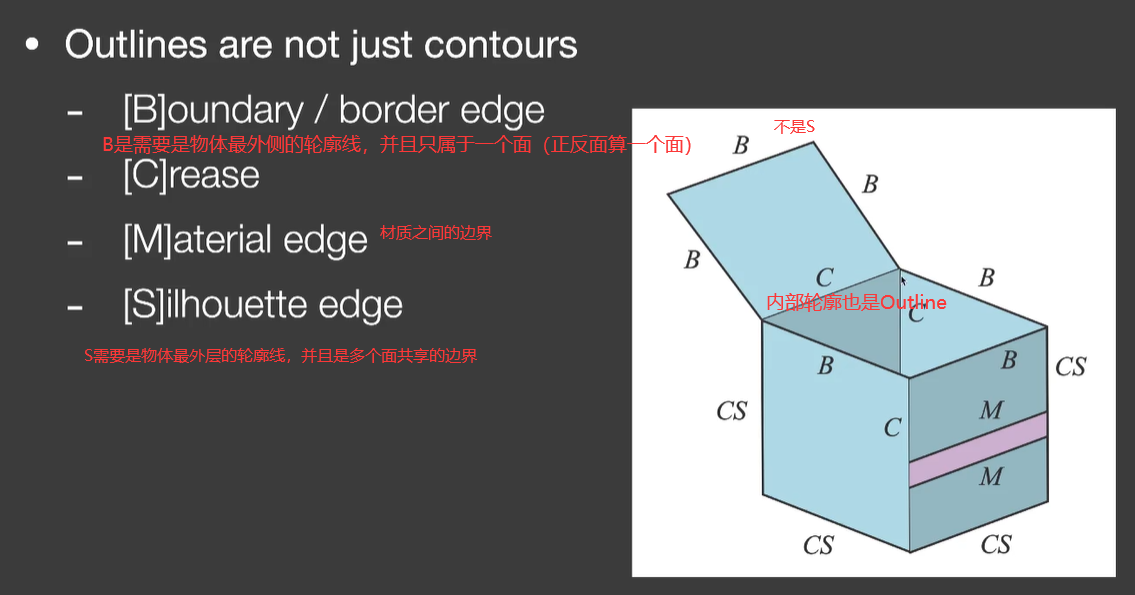 • Outlines are not just contours
- [B]oundary / border edge
B是需要是物体最外侧的轮廓线，并且只属于一个面（正反面算一个面）
- [C]rease
- [M]aterial edge 材质之间的边界
- [S]ilhouette edge
S需要是物体最外层的轮廓线，并且是多个面共享的边界
不是S
B
B
B
C
B
内部轮廓也是Outline
C
B
B
CS
CS
C
M
M
CS
CS